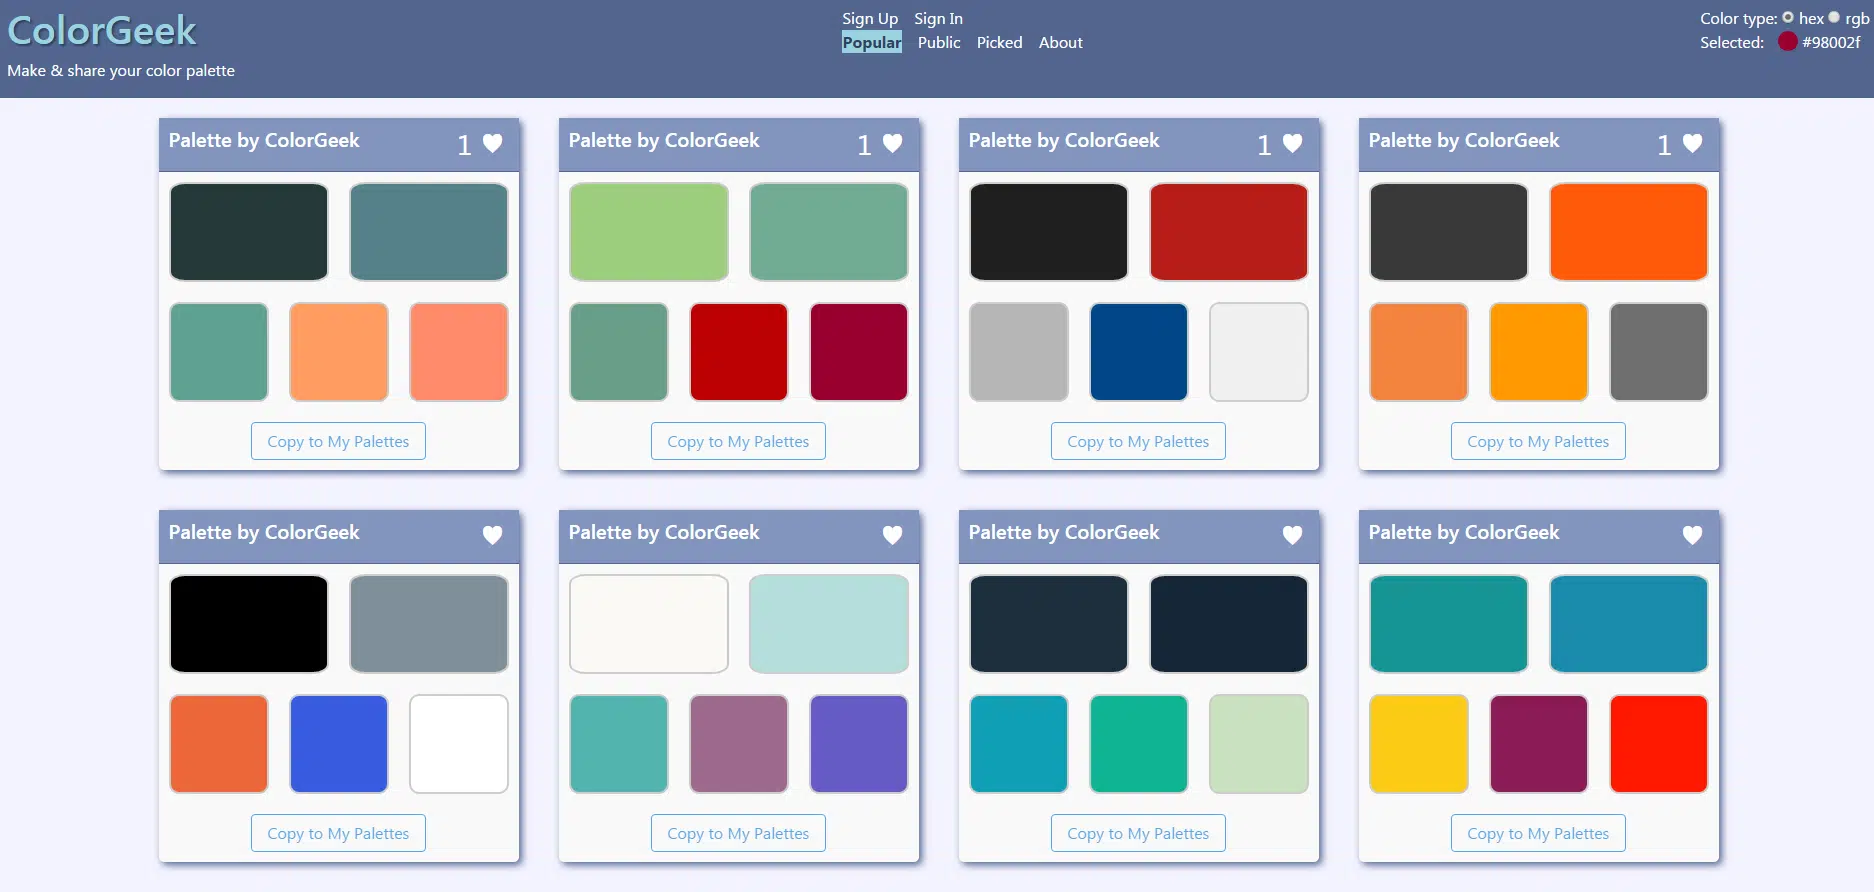 ColorGeek
Make & share your color palette
Sign Up Sign In
Popular Public Picked About
Color type: hex rgb
Selected: #98002f
Palette by ColorGeek 1
Copy to My Palettes
Palette by ColorGeek 1
Copy to My Palettes
Palette by ColorGeek 1
Copy to My Palettes
Palette by ColorGeek 1
Copy to My Palettes
Palette by ColorGeek
Copy to My Palettes
Palette by ColorGeek
Copy to My Palettes
Palette by ColorGeek
Copy to My Palettes
Palette by ColorGeek
Copy to My Palettes